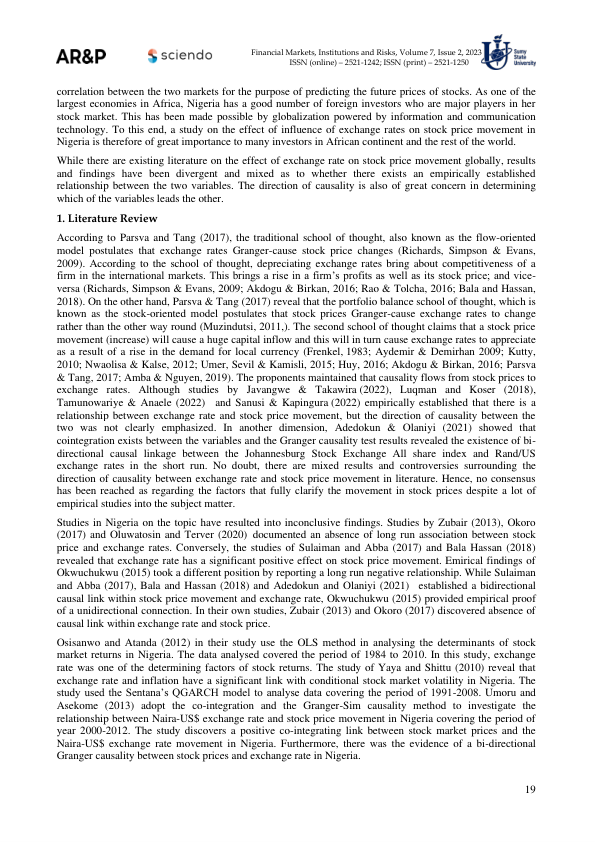 AR&P
sciendo
Financial Markets, Institutions and Risks, Volume 7, Issue 2, 2023
ISSN (online) – 2521-1242; ISSN (print) – 2521-1250
Sumy
State
University
correlation between the two markets for the purpose of predicting the future prices of stocks. As one of the
largest economies in Africa, Nigeria has a good number of foreign investors who are major players in her
stock market. This has been made possible by globalization powered by information and communication
technology. To this end, a study on the effect of influence of exchange rates on stock price movement in
Nigeria is therefore of great importance to many investors in African continent and the rest of the world.
While there are existing literature on the effect of exchange rate on stock price movement globally, results
and findings have been divergent and mixed as to whether there exists an empirically established
relationship between the two variables. The direction of causality is also of great concern in determining
which of the variables leads the other.
1. Literature Review
According to Parsva and Tang (2017), the traditional school of thought, also known as the flow-oriented
model postulates that exchange rates Granger-cause stock price changes (Richards, Simpson & Evans,
2009). According to the school of thought, depreciating exchange rates bring about competitiveness of a
firm in the international markets. This brings a rise in a firm's profits as well as its stock price; and vice-
versa (Richards, Simpson & Evans, 2009; Akdogu & Birkan, 2016; Rao & Tolcha, 2016; Bala and Hassan,
2018). On the other hand, Parsva & Tang (2017) reveal that the portfolio balance school of thought, which is
known as the stock-oriented model postulates that stock prices Granger-cause exchange rates to change
rather than the other way round (Muzindutsi, 2011,). The second school of thought claims that a stock price
movement (increase) will cause a huge capital inflow and this will in turn cause exchange rates to appreciate
as a result of a rise in the demand for local currency (Frenkel, 1983; Aydemir & Demirhan 2009; Kutty,
2010; Nwaolisa & Kalse, 2012; Umer, Sevil & Kamisli, 2015; Huy, 2016; Akdogu & Birkan, 2016; Parsva
& Tang, 2017; Amba & Nguyen, 2019). The proponents maintained that causality flows from stock prices to
exchange rates. Although studies by Javangwe & Takawira (2022), Luqman and Koser (2018),
Tamunowariye & Anaele (2022) and Sanusi & Kapingura (2022) empirically established that there is a
relationship between exchange rate and stock price movement, but the direction of causality between the
two was not clearly emphasized. In another dimension, Adedokun & Olaniyi (2021) showed that
cointegration exists between the variables and the Granger causality test results revealed the existence of bi-
directional causal linkage between the Johannesburg Stock Exchange All share index and Rand/US
exchange rates in the short run. No doubt, there are mixed results and controversies surrounding the
direction of causality between exchange rate and stock price movement in literature. Hence, no consensus
has been reached as regarding the factors that fully clarify the movement in stock prices despite a lot of
empirical studies into the subject matter.
Studies in Nigeria on the topic have resulted into inconclusive findings. Studies by Zubair (2013), Okoro
(2017) and Oluwatosin and Terver (2020) documented an absence of long run association between stock
price and exchange rates. Conversely, the studies of Sulaiman and Abba (2017) and Bala Hassan (2018)
revealed that exchange rate has a significant positive effect on stock price movement. Emirical findings of
Okwuchukwu (2015) took a different position by reporting a long run negative relationship. While Sulaiman
and Abba (2017), Bala and Hassan (2018) and Adedokun and Olaniyi (2021) established a bidirectional
causal link within stock price movement and exchange rate, Okwuchukwu (2015) provided empirical proof
of a unidirectional connection. In their own studies, Zubair (2013) and Okoro (2017) discovered absence of
causal link within exchange rate and stock price.
Osisanwo and Atanda (2012) in their study use the OLS method in analysing the determinants of stock
market returns in Nigeria. The data analysed covered the period of 1984 to 2010. In this study, exchange
rate was one of the determining factors of stock returns. The study of Yaya and Shittu (2010) reveal that
exchange rate and inflation have a significant link with conditional stock market volatility in Nigeria. The
study used the Sentana's QGARCH model to analyse data covering the period of 1991-2008. Umoru and
Asekome (2013) adopt the co-integration and the Granger-Sim causality method to investigate the
relationship between Naira-US$ exchange rate and stock price movement in Nigeria covering the period of
year 2000-2012. The study discovers a positive co-integrating link between stock market prices and the
Naira-US$ exchange rate movement in Nigeria. Furthermore, there was the evidence of a bi-directional
Granger causality between stock prices and exchange rate in Nigeria.
19